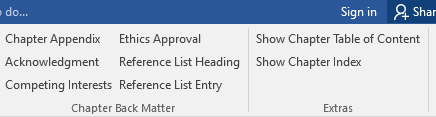 do... Sign in Shar
Chapter Appendix Ethics Approval Show Chapter Table of Content
Acknowledgment Reference List Heading Show Chapter Index
Competing Interests Reference List Entry
Chapter Back Matter Extras